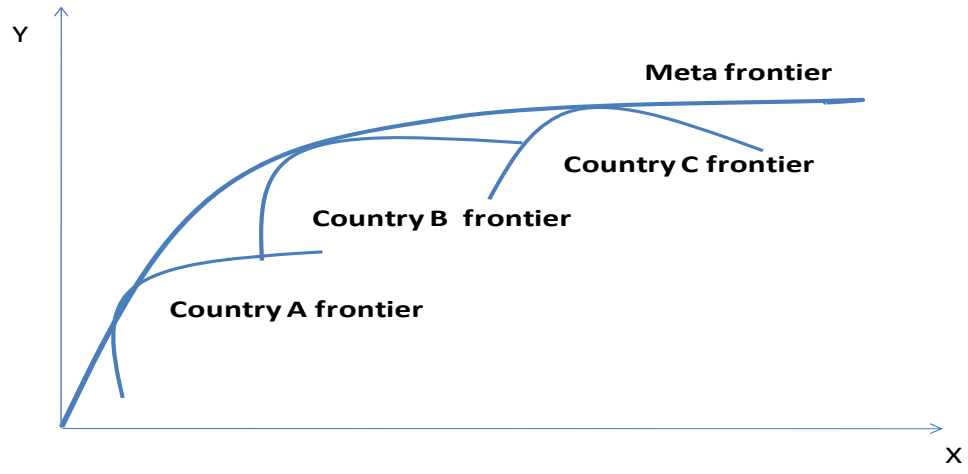 Y
Meta frontier
Country C frontier
Country B frontier
Country A frontier
X